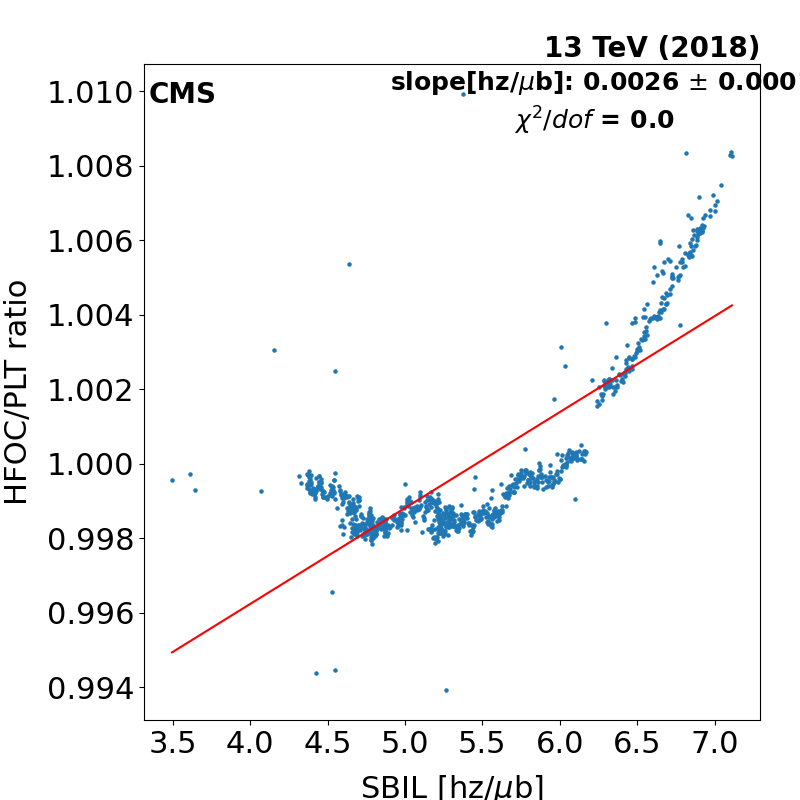 13 TeV (2018)
CMS
slope[hz/μb]: 0.0026 ± 0.000
χ²/dof = 0.0
HFOC/PLT ratio
1.010
1.008
1.006
1.004
1.002
1.000
0.998
0.996
0.994
3.5 4.0 4.5 5.0 5.5 6.0 6.5 7.0
SBIL [hz/μb]